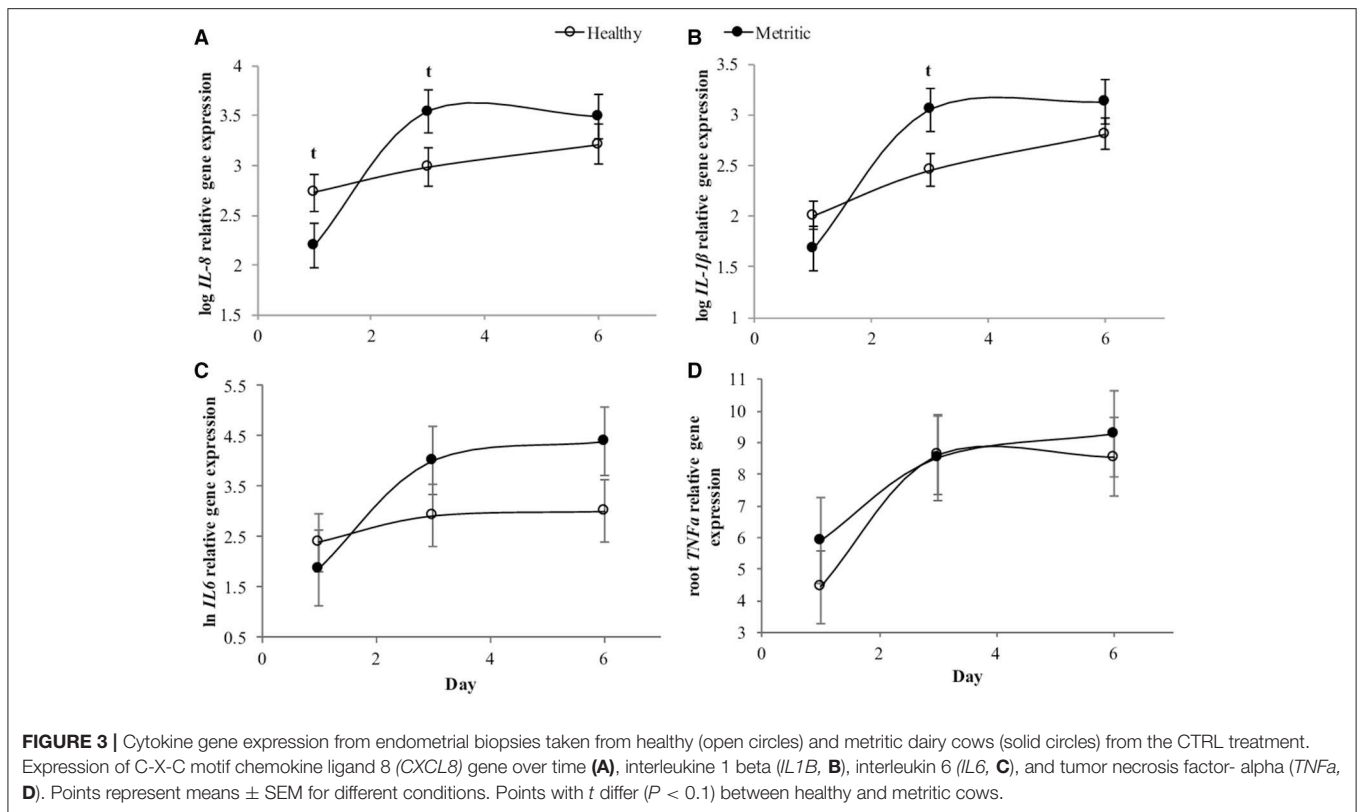 A
Healthy
Metritic
B
log IL-8 relative gene expression
4
3.5
3
2.5
2
1.5
t
t
0
2
4
6
log IL-1β relative gene expression
3.5
3
2.5
2
1.5
1
t
0
2
4
6
C
ln IL6 relative gene expression
5.5
4.5
3.5
2.5
1.5
0.5
0
2
4
6
Day
D
root TNFa relative gene
expression
11
10
9
8
7
6
5
4
3
0
2
4
6
Day
FIGURE 3 | Cytokine gene expression from endometrial biopsies taken from healthy (open circles) and metritic dairy cows (solid circles) from the CTRL treatment.
Expression of C-X-C motif chemokine ligand 8 (CXCL8) gene over time (A), interleukine 1 beta (IL1B, B), interleukin 6 (IL6, C), and tumor necrosis factor- alpha (TNFa,
D). Points represent means ± SEM for different conditions. Points with t differ (P < 0.1) between healthy and metritic cows.